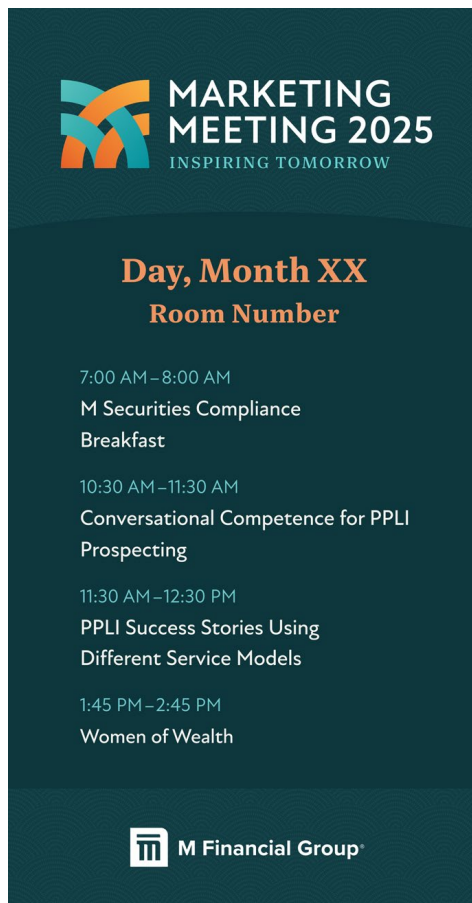 MARKETING
MEETING 2025
INSPIRING TOMORROW
Day, Month XX
Room Number
7:00 AM–8:00 AM
M Securities Compliance
Breakfast
10:30 AM–11:30 AM
Conversational Competence for PPLI
Prospecting
11:30 AM–12:30 PM
PPLI Success Stories Using
Different Service Models
1:45 PM–2:45 PM
Women of Wealth
M Financial Group®